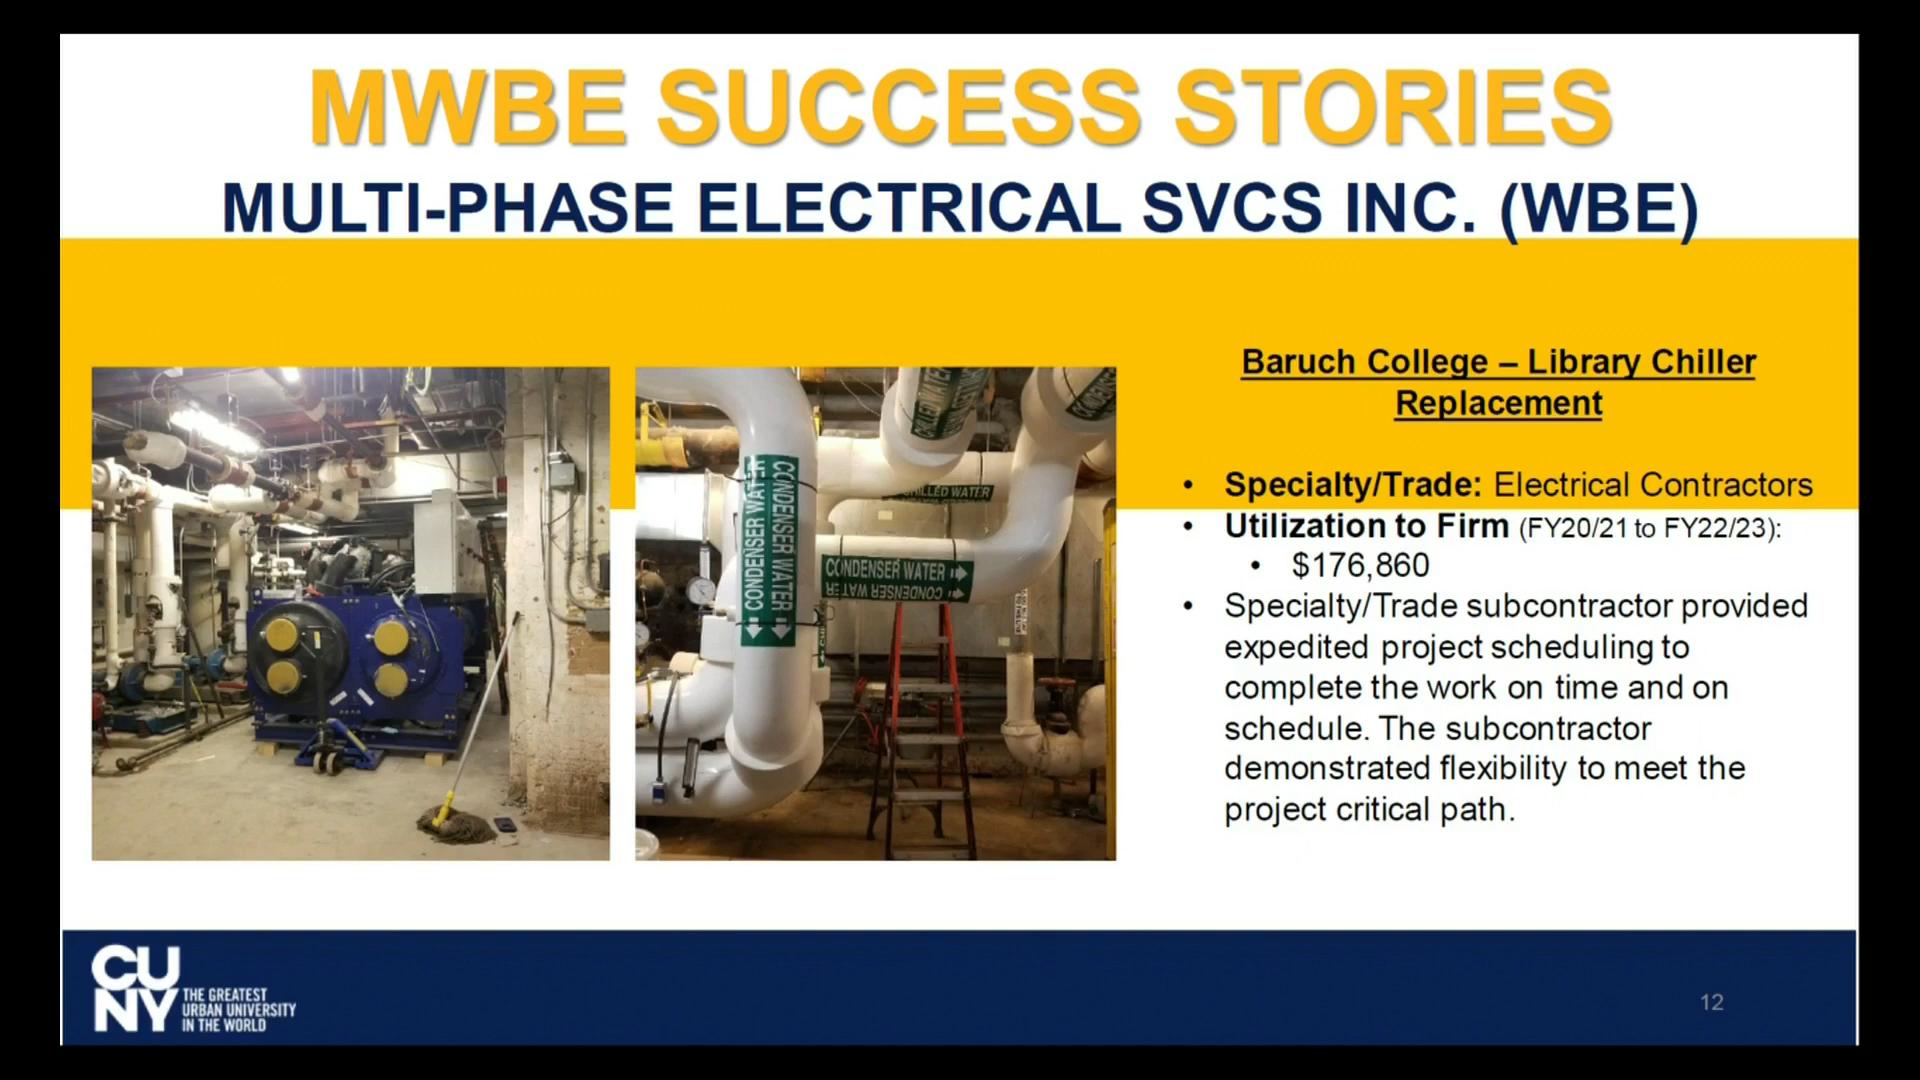 MWBE SUCCESS STORIES
MULTI-PHASE ELECTRICAL SVCS INC. (WBE)
CONDENSER WATER
CONDENSER WATER
CHILLED WATER
CONDENSER WATER
CONDENSER WATER
Baruch College – Library Chiller
Replacement
• Specialty/Trade: Electrical Contractors
• Utilization to Firm (FY20/21 to FY22/23):
• $176,860
• Specialty/Trade subcontractor provided
expedited project scheduling to
complete the work on time and on
schedule. The subcontractor
demonstrated flexibility to meet the
project critical path.
CU
NY
THE GREATEST
URBAN UNIVERSITY
IN THE WORLD
12